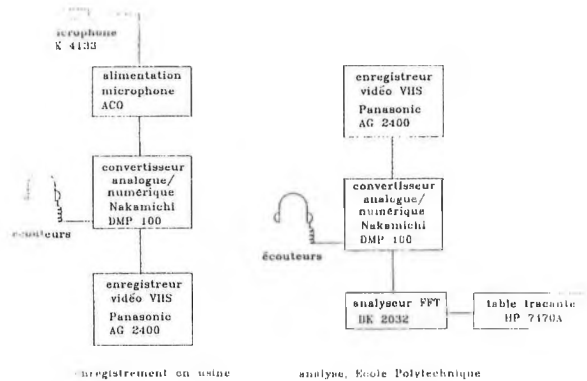 icrophone
K 4133
alimentation
microphone
ACO
convertisseur
analogue/
numérique
Nakamichi
DMP 100
écouteurs
enregistreur
vidéo VHS
Panasonic
AG 2400
enregistrement en usine
enregistreur
vidéo VHS
Panasonic
AG 2400
convertisseur
analogue/
numérique
Nakamichi
DMP 100
écouteurs
analyseur FFT
BK 2032
table traçante
HP 7470A
analyse, Ecole Polytechnique